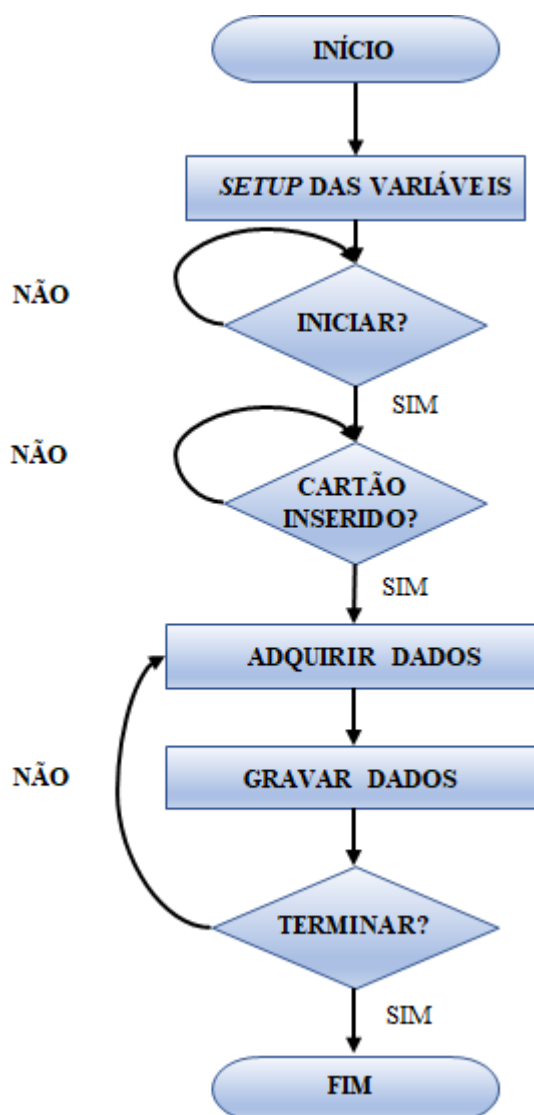 INÍCIO
SETUP DAS VARIÁVEIS
NÃO
INICIAR?
SIM
NÃO
CARTÃO
INSERIDO?
SIM
ADQUIRIR DADOS
NÃO
GRAVAR DADOS
TERMINAR?
SIM
FIM